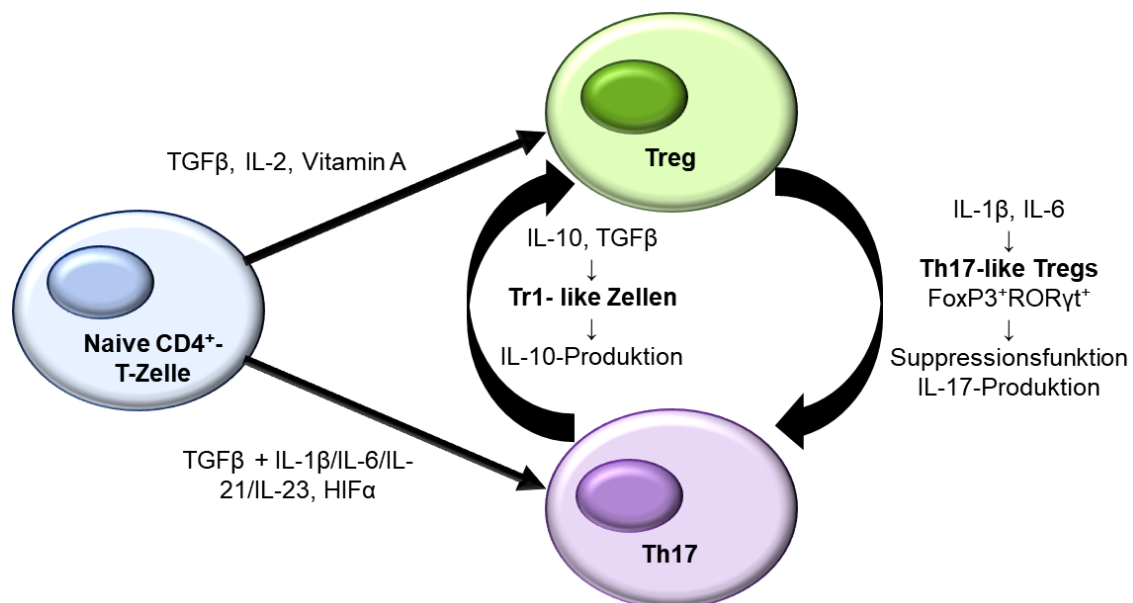 TGFβ, IL-2, Vitamin A
Naive CD4⁺-
T-Zelle
TGFβ + IL-1β/IL-6/IL-
21/IL-23, HIFα
Treg
IL-10, TGFβ
↓
Tr1- like Zellen
↓
IL-10-Produktion
Th17
IL-1β, IL-6
↓
Th17-like Tregs
FoxP3⁺RORγt⁺
↓
Suppressionsfunktion
IL-17-Produktion